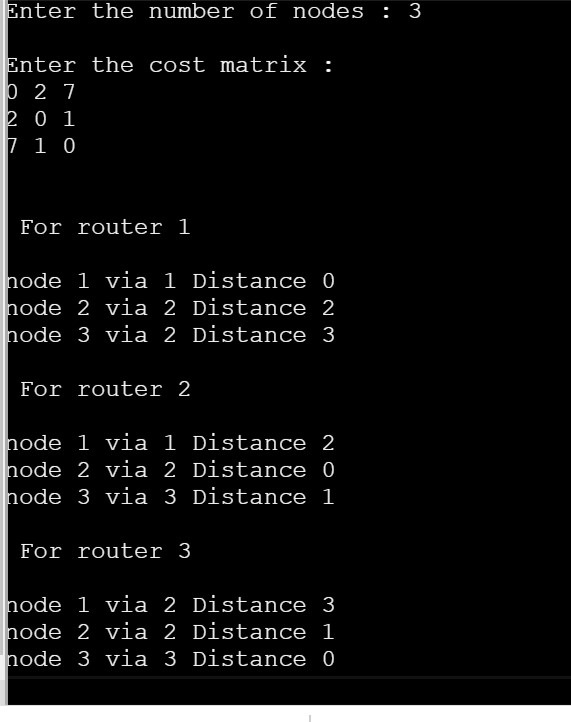 Enter the number of nodes : 3
Enter the cost matrix :
0 2 7
2 0 1
7 1 0
For router 1
node 1 via 1 Distance 0
node 2 via 2 Distance 2
node 3 via 2 Distance 3
For router 2
node 1 via 1 Distance 2
node 2 via 2 Distance 0
node 3 via 3 Distance 1
For router 3
node 1 via 2 Distance 3
node 2 via 2 Distance 1
node 3 via 3 Distance 0